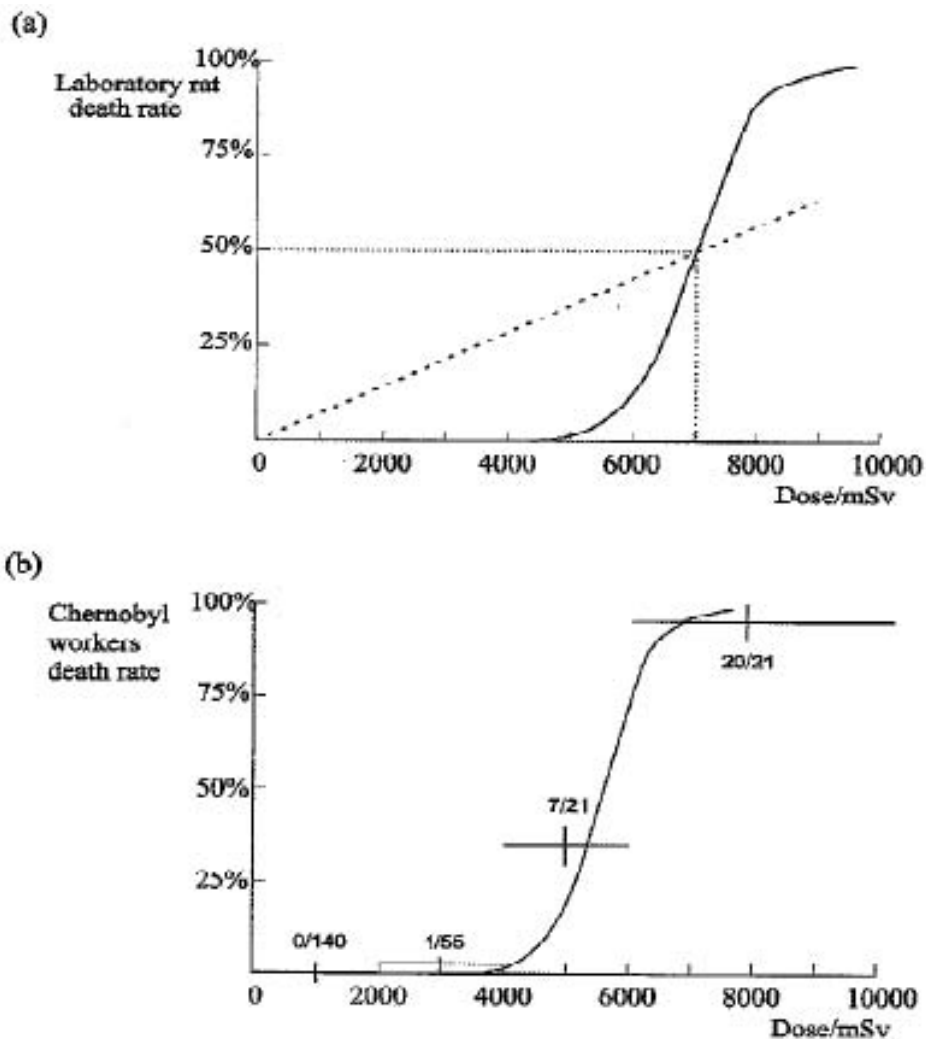 (a)
100%
Laboratory rat
death rate
75%
50%
25%
0 2000 4000 6000 8000 10000
Dose/mSv
(b)
100%
Chernobyl
workers
death rate
20/21
75%
50%
7/21
25%
0/140 1/55
0 2000 4000 6000 8000 10000
Dose/mSv